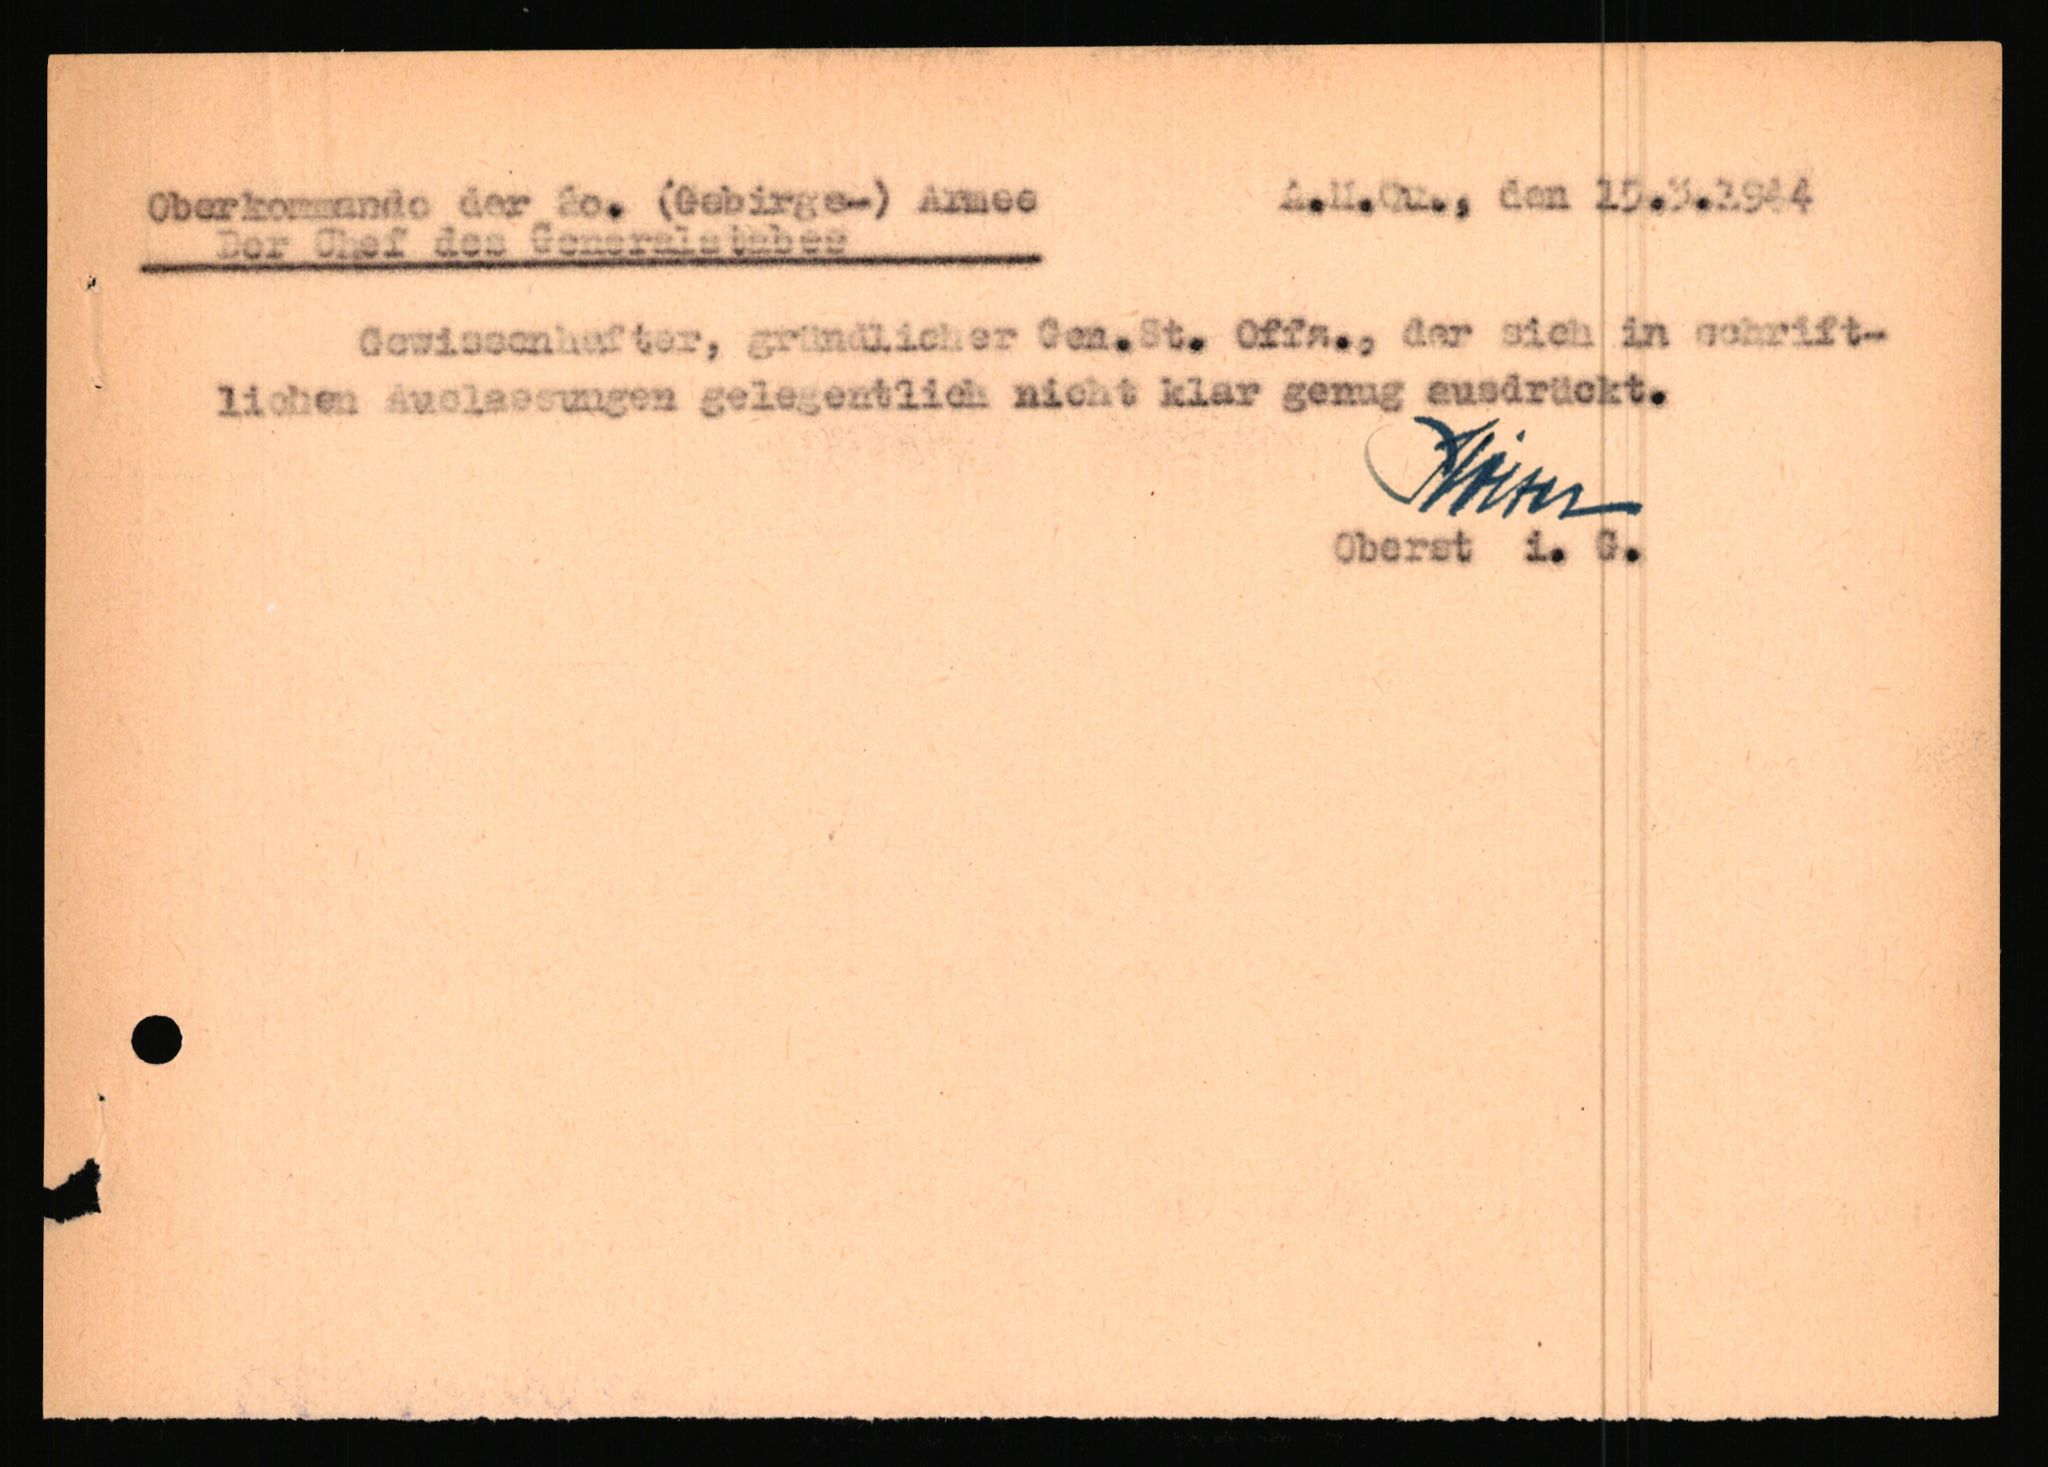 Oberkommando der 2o. (Gebirgs-) Armee
A.H.Qu., den 15.3.1944
Der Chef des Generalstabes
Gewissenhafter, gründlicher Gen.St. Offz., der sich in schrift-
lichen Auslassungen gelegentlich nicht klar genug ausdrückt.
Oberst i. G.